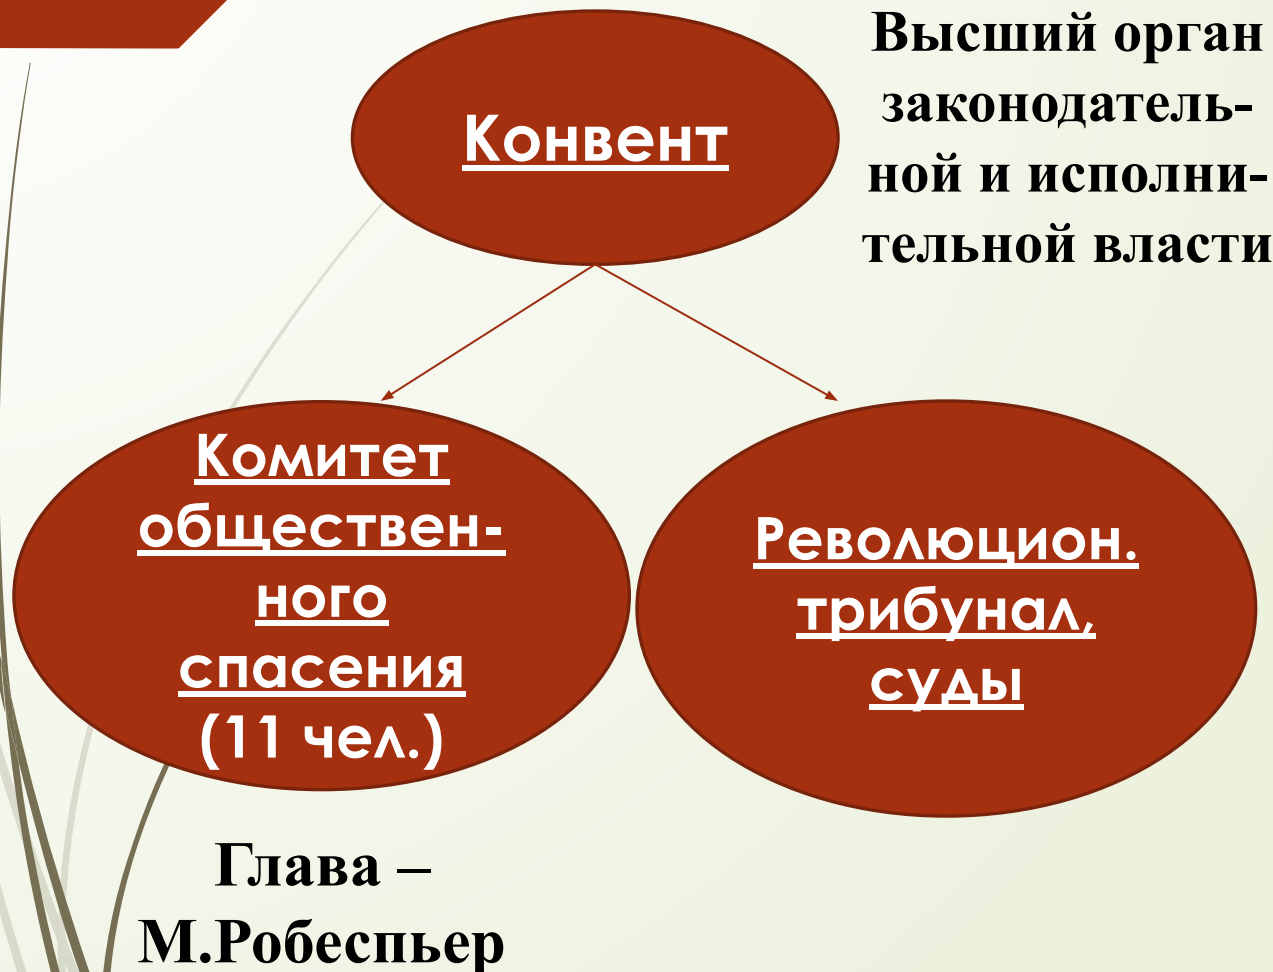 Конвент
Высший орган
законодатель-
ной и исполни-
тельной власти
Комитет
обществен-
ного
спасения
(11 чел.)
Революцион.
трибунал,
суды
Глава –
М.Робеспьер